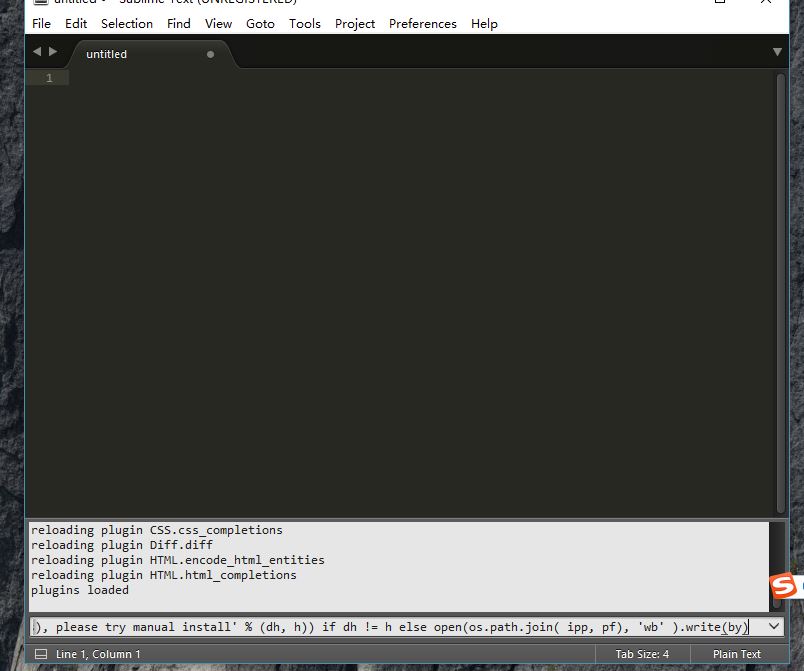 untitled • - Sublime Text (UNREGISTERED)
File Edit Selection Find View Goto Tools Project Preferences Help
untitled
1
reloading plugin CSS.css_completions
reloading plugin Diff.diff
reloading plugin HTML.encode_html_entities
reloading plugin HTML.html_completions
plugins loaded
), please try manual install' % (dh, h)) if dh != h else open(os.path.join( ipp, pf), 'wb' ).write(by)
Line 1, Column 1 Tab Size: 4 Plain Text